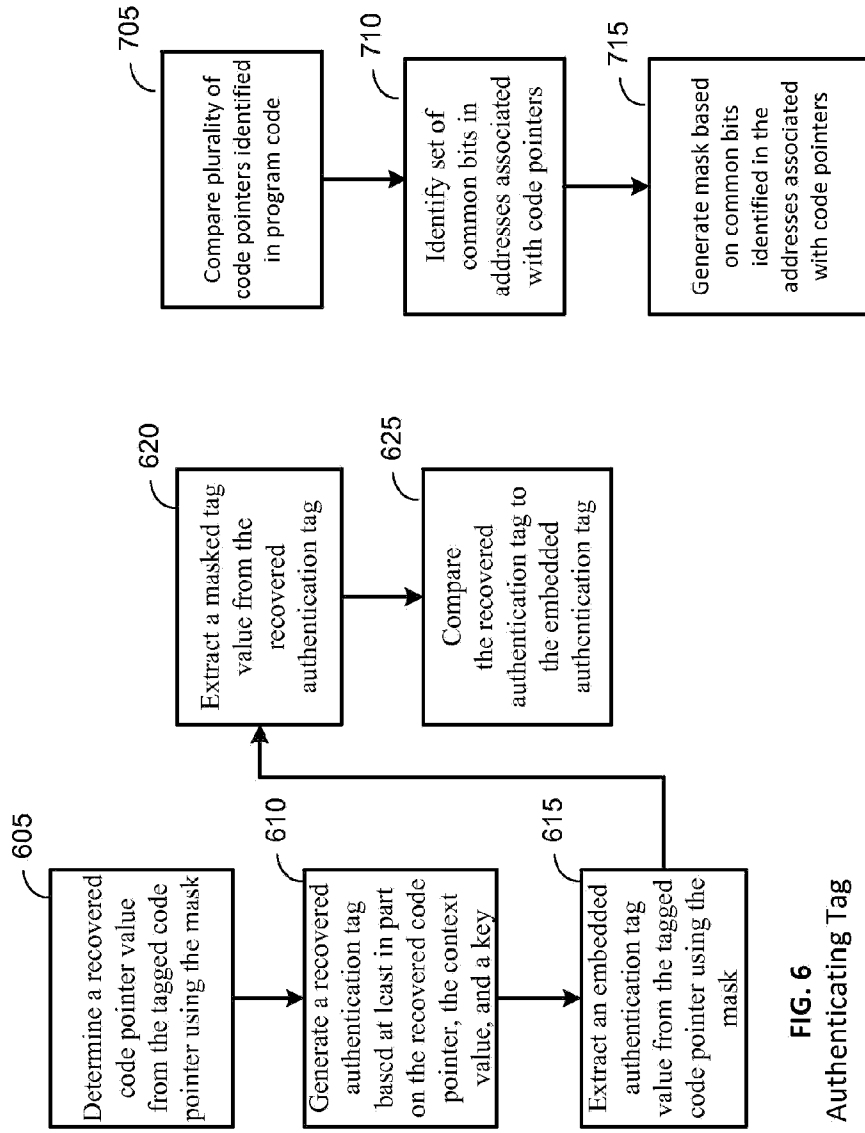 605
Determine a recovered
code pointer value
from the tagged code
pointer using the mask
610
Generate a recovered
authentication tag
based at least in part
on the recovered code
pointer, the context
value, and a key
615
Extract an embedded
authentication tag
value from the tagged
code pointer using the
mask
620
Extract a masked tag
value from the
recovered
authentication tag
625
Compare
the recovered
authentication tag to
the embedded
authentication tag
FIG. 6
Authenticating Tag
705
Compare plurality of
code pointers identified
in program code
710
Identify set of
common bits in
addresses associated
with code pointers
715
Generate mask based
on common bits
identified in the
addresses associated
with code pointers